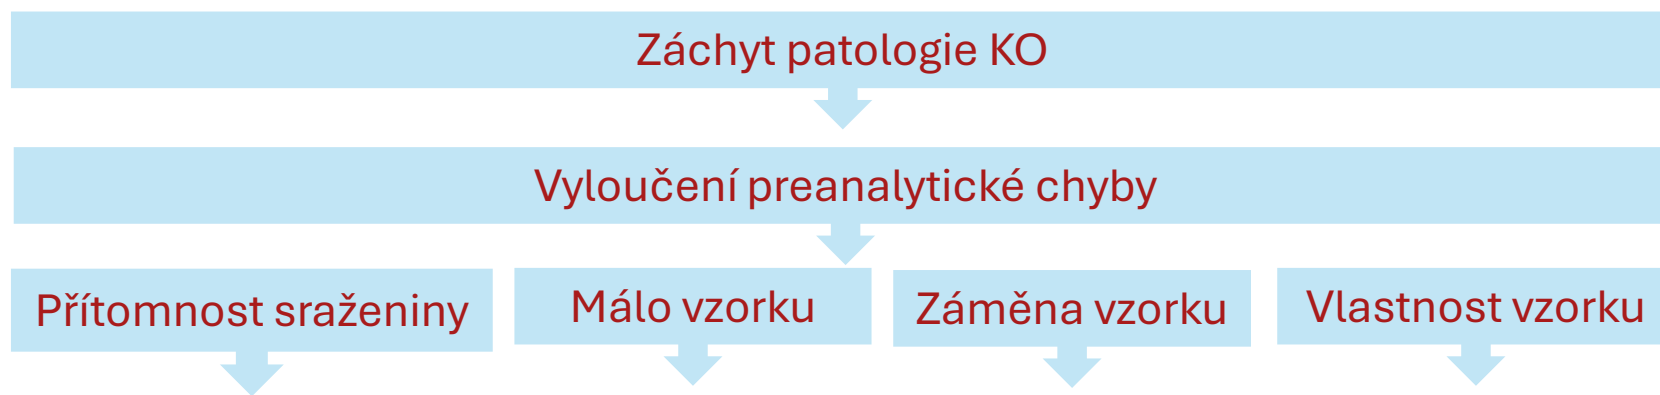 Záchyt patologie KO
Vyloučení preanalytické chyby
Přítomnost sraženiny
Málo vzorku
Záměna vzorku
Vlastnost vzorku